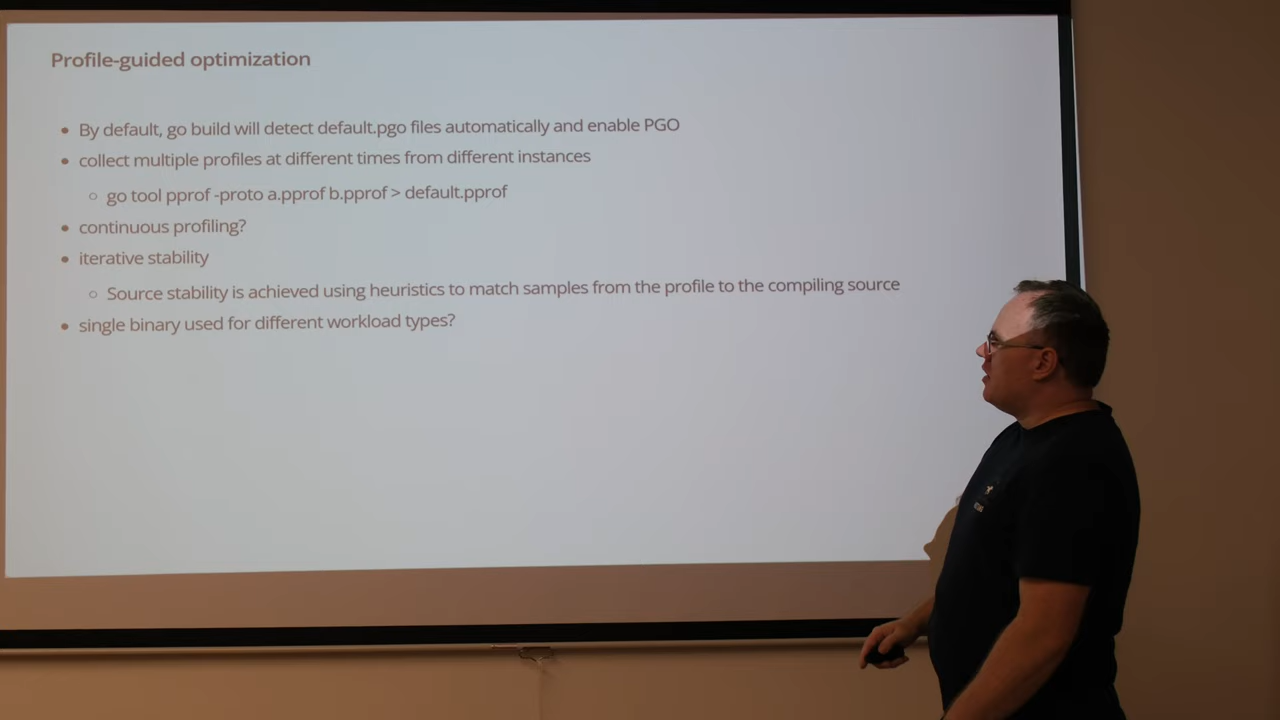 Profile-guided optimization
• By default, go build will detect default.pgo files automatically and enable PGO
• collect multiple profiles at different times from different instances
○ go tool pprof -proto a.pprof b.pprof > default.pprof
• continuous profiling?
• iterative stability
○ Source stability is achieved using heuristics to match samples from the profile to the compiling source
• single binary used for different workload types?